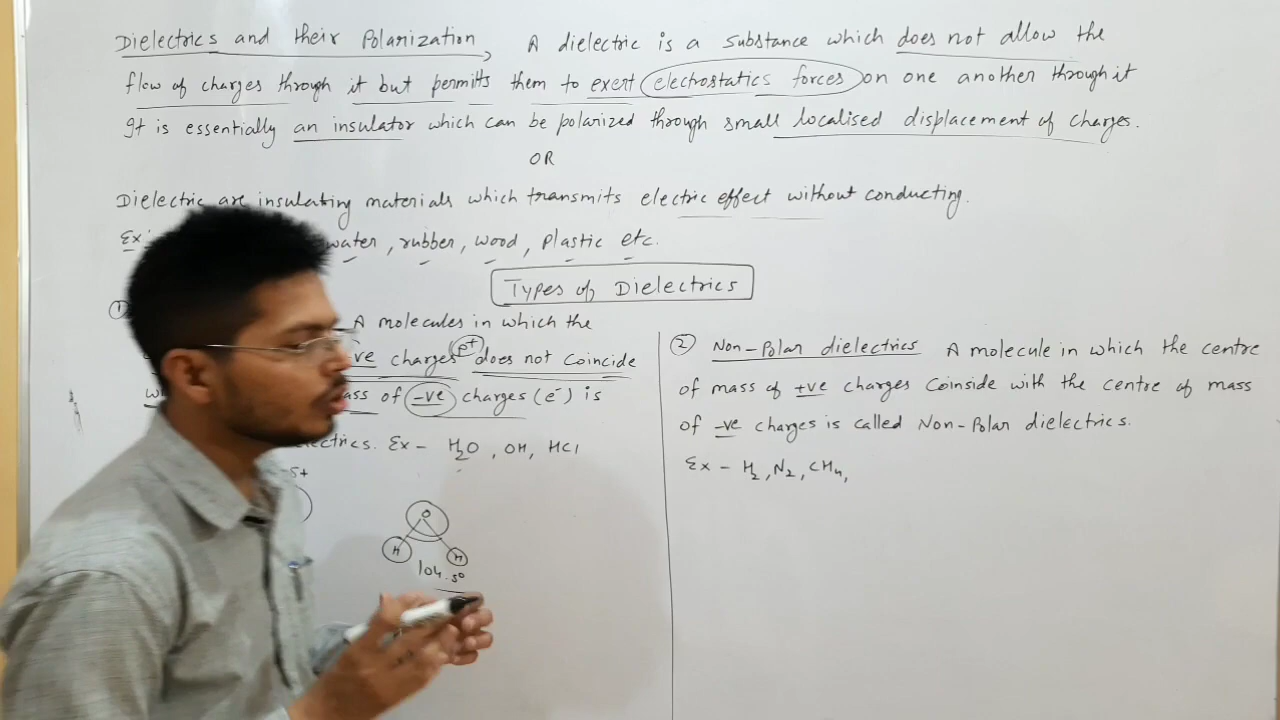 Dielectrics and their Polarization, A dielectric is a substance which does not allow the
flow of charges through it but permits them to exert electrostatics forces on one another through it
It is essentially an insulator which can be polarized through small localised displacement of charges.
OR
Dielectric are insulating materials which transmits electric effect without conducting.
Ex: water, rubber, wood, plastic etc.
Types of Dielectrics
① A molecules in which the
ve charges e+ does not coincide
of -ve charges (e-) is
Ex - H2O, OH, HCl
δ+
O
H H
104.5°
② Non-Polar dielectrics A molecule in which the centre
of mass of +ve charges Coinside with the centre of mass
of -ve charges is called Non-Polar dielectrics.
Ex - H2, N2, CH4,